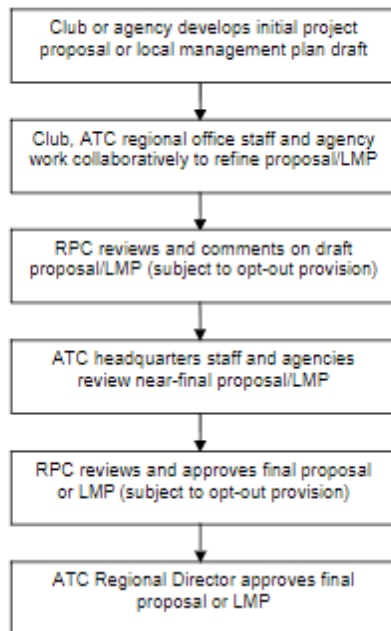 Club or agency develops initial project
proposal or local management plan draft
Club, ATC regional office staff and agency
work collaboratively to refine proposal/LMP
RPC reviews and comments on draft
proposal/LMP (subject to opt-out provision)
ATC headquarters staff and agencies
review near-final proposal/LMP
RPC reviews and approves final proposal
or LMP (subject to opt-out provision)
ATC Regional Director approves final
proposal or LMP